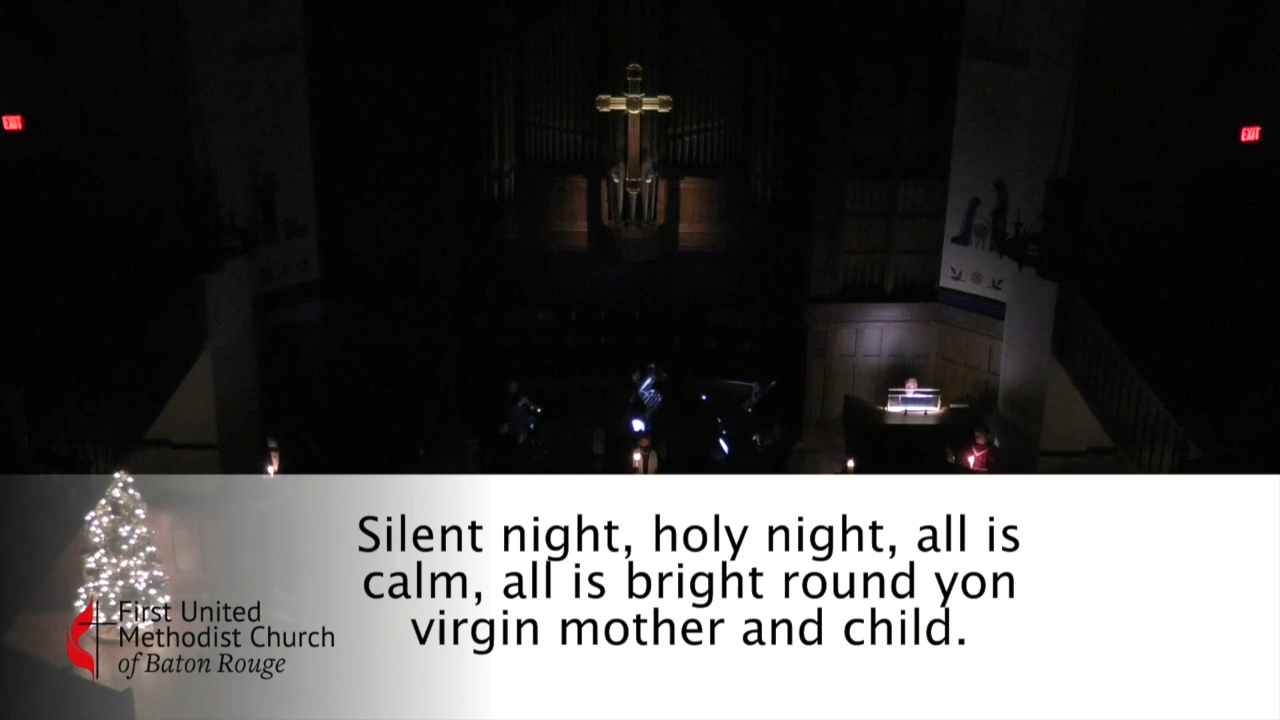 EXIT
EXIT
Silent night, holy night, all is
calm, all is bright round yon
virgin mother and child.
First United
Methodist Church
of Baton Rouge